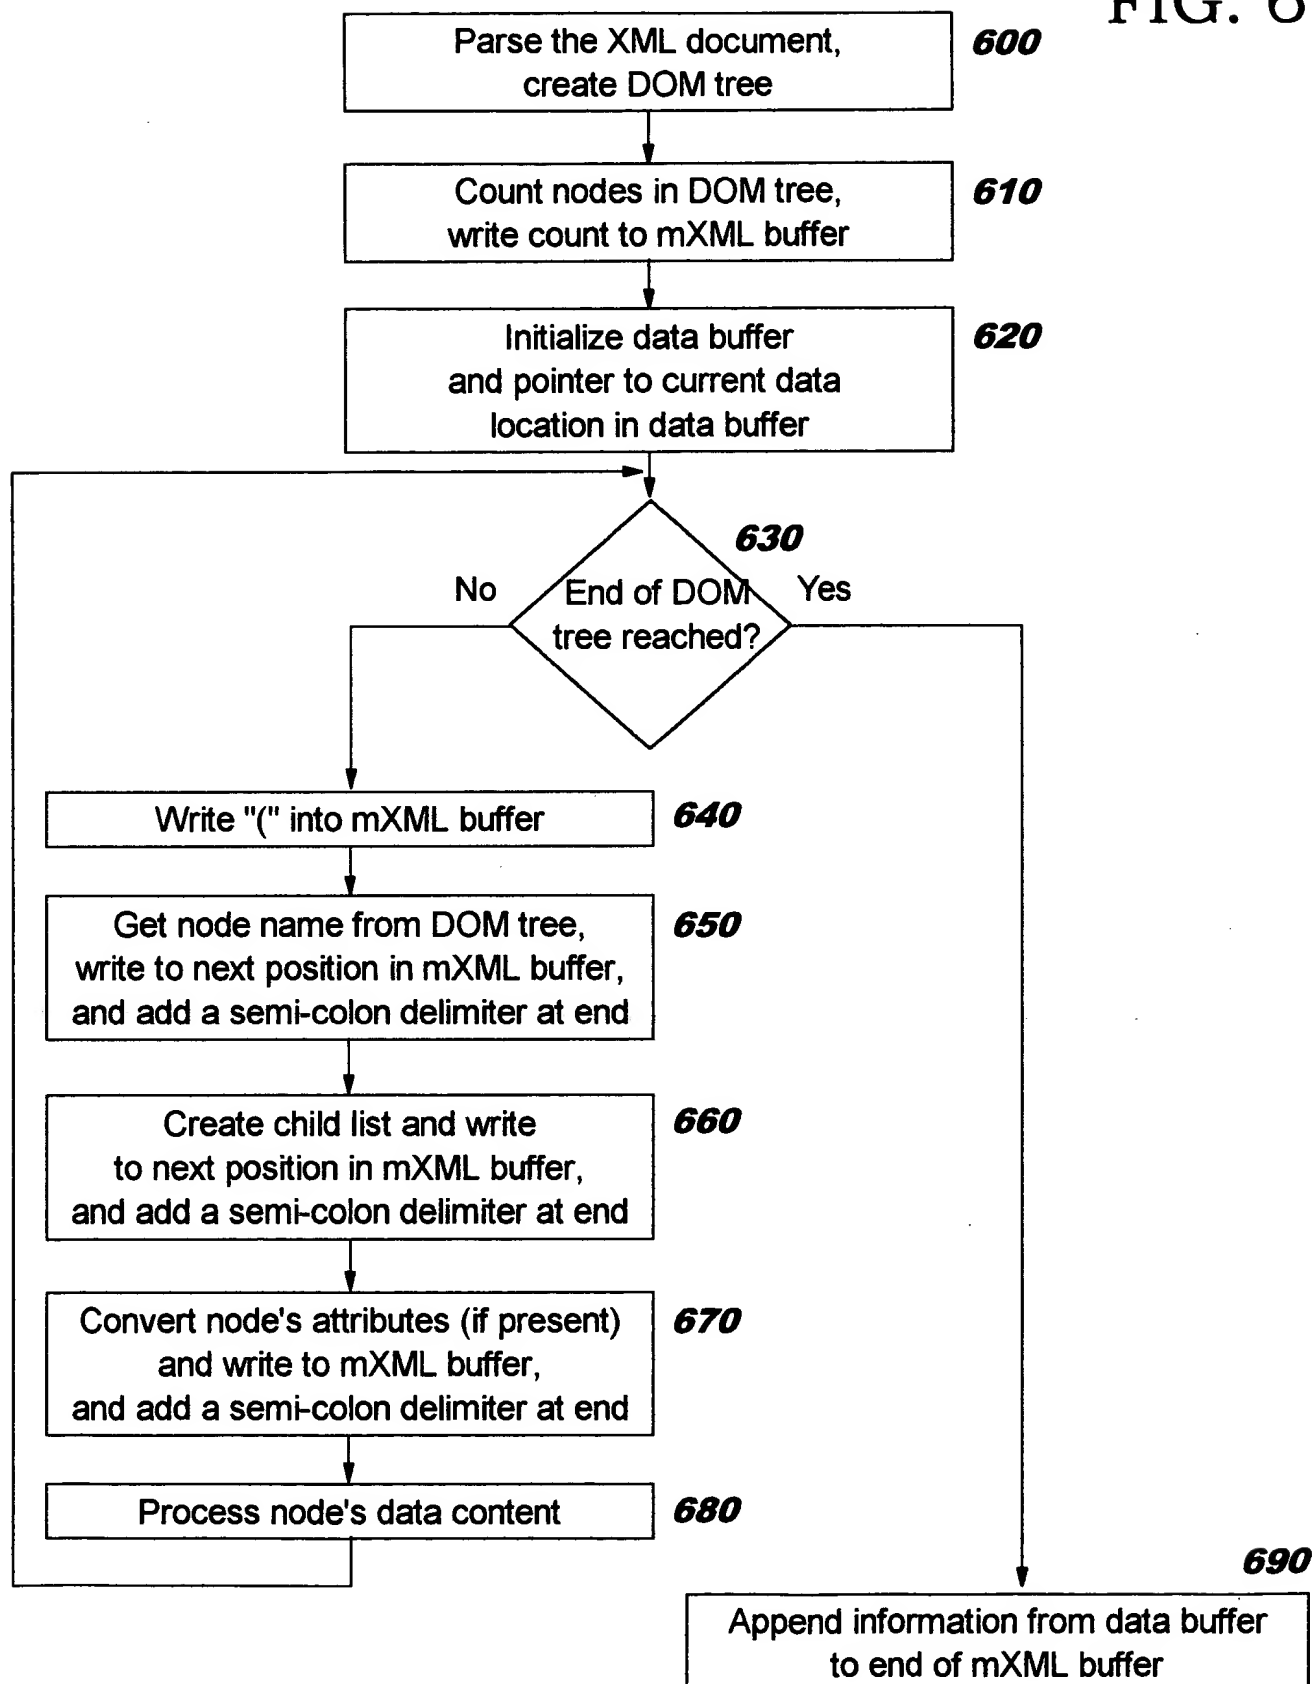 FIG. 6
Parse the XML document,
create DOM tree
600
Count nodes in DOM tree,
write count to mXML buffer
610
Initialize data buffer
and pointer to current data
location in data buffer
620
630
No
End of DOM
tree reached?
Yes
Write "(" into mXML buffer
640
Get node name from DOM tree,
write to next position in mXML buffer,
and add a semi-colon delimiter at end
650
Create child list and write
to next position in mXML buffer,
and add a semi-colon delimiter at end
660
Convert node's attributes (if present)
and write to mXML buffer,
and add a semi-colon delimiter at end
670
Process node's data content
680
690
Append information from data buffer
to end of mXML buffer